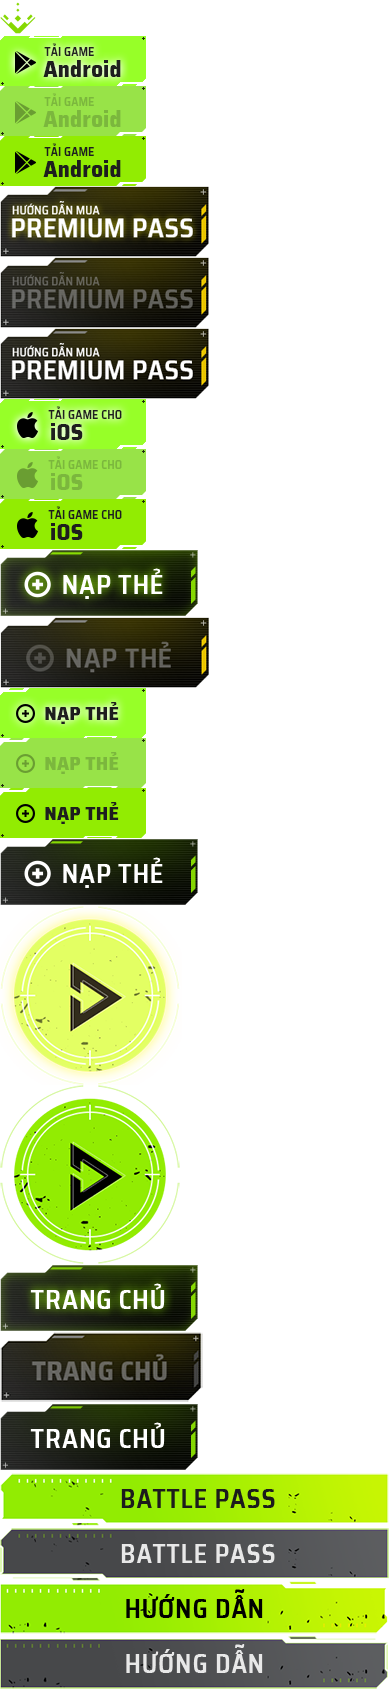 TẢI GAME
Android
TẢI GAME
Android
TẢI GAME
Android
HƯỚNG DẪN MUA
PREMIUM PASS
HƯỚNG DẪN MUA
PREMIUM PASS
HƯỚNG DẪN MUA
PREMIUM PASS
TẢI GAME CHO
iOS
TẢI GAME CHO
iOS
TẢI GAME CHO
iOS
NẠP THẺ
NẠP THẺ
NẠP THẺ
NẠP THẺ
NẠP THẺ
NẠP THẺ
TRANG CHỦ
TRANG CHỦ
TRANG CHỦ
BATTLE PASS
BATTLE PASS
HƯỚNG DẪN
HƯỚNG DẪN